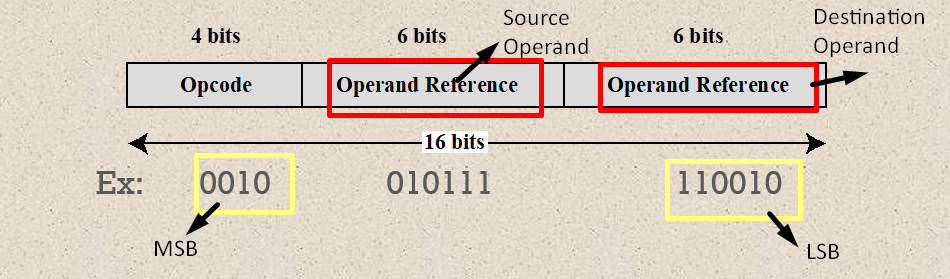 Source
Operand
Destination
Operand
4 bits
6 bits
6 bits
Opcode
Operand Reference
Operand Reference
16 bits
Ex:
0010
010111
110010
MSB
LSB